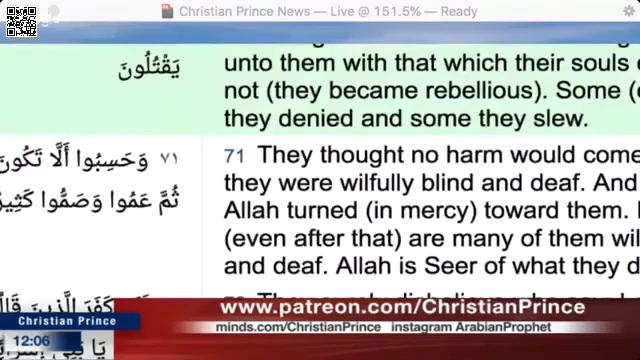 Christian Prince News — Live @ 151.5% — Ready
يَقْتُلُونَ
unto them with that which their souls
not (they became rebellious). Some (
they denied and some they slew.
٧١ وَحَسِبُوا أَلَّا تَكُونَ
ثُمَّ عَمُوا وَصَمُّوا
71 They thought no harm would come
they were wilfully blind and deaf. And
Allah turned (in mercy) toward them.
(even after that) are many of them
and deaf. Allah is Seer of what they
كَفَرَ الَّذِينَ
www.patreon.com/ChristianPrince
minds.com/ChristianPrince instagram ArabianProphet
Christian Prince
12:06